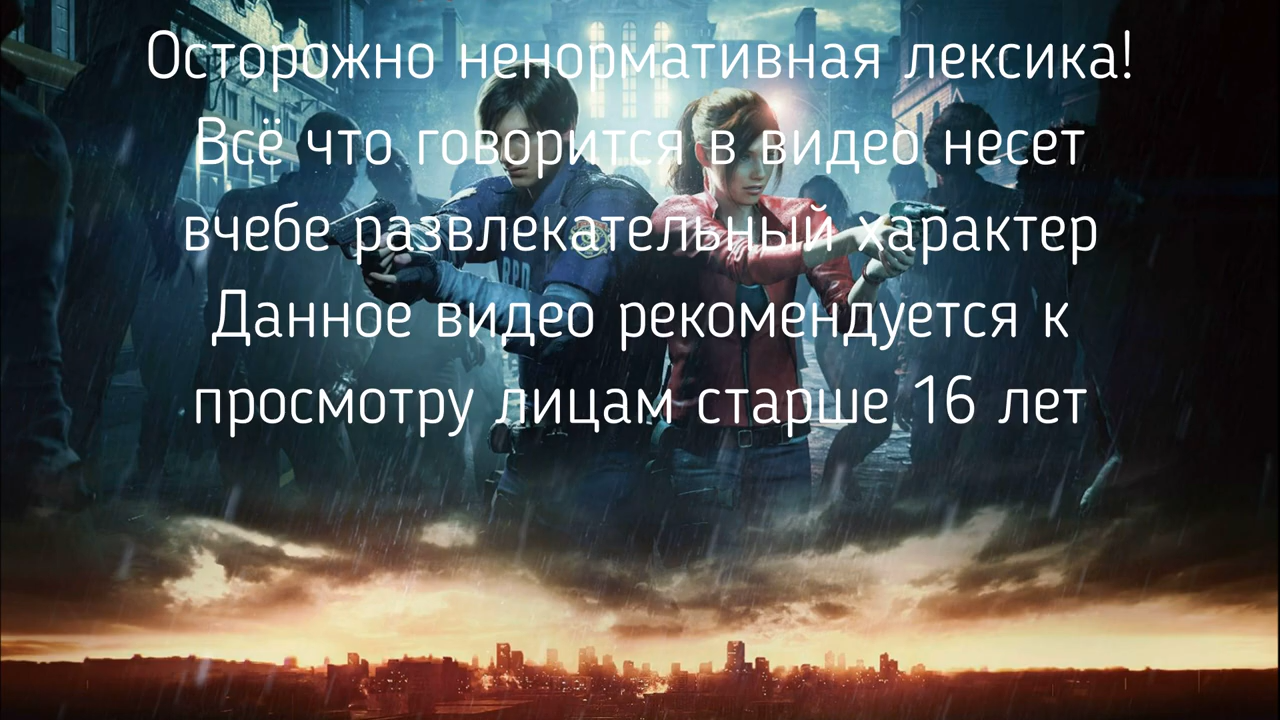 Осторожно ненормативная лексика!
Всё что говорится в видео несет
вчебе развлекательный характер
Данное видео рекомендуется к
просмотру лицам старше 16 лет
RPD